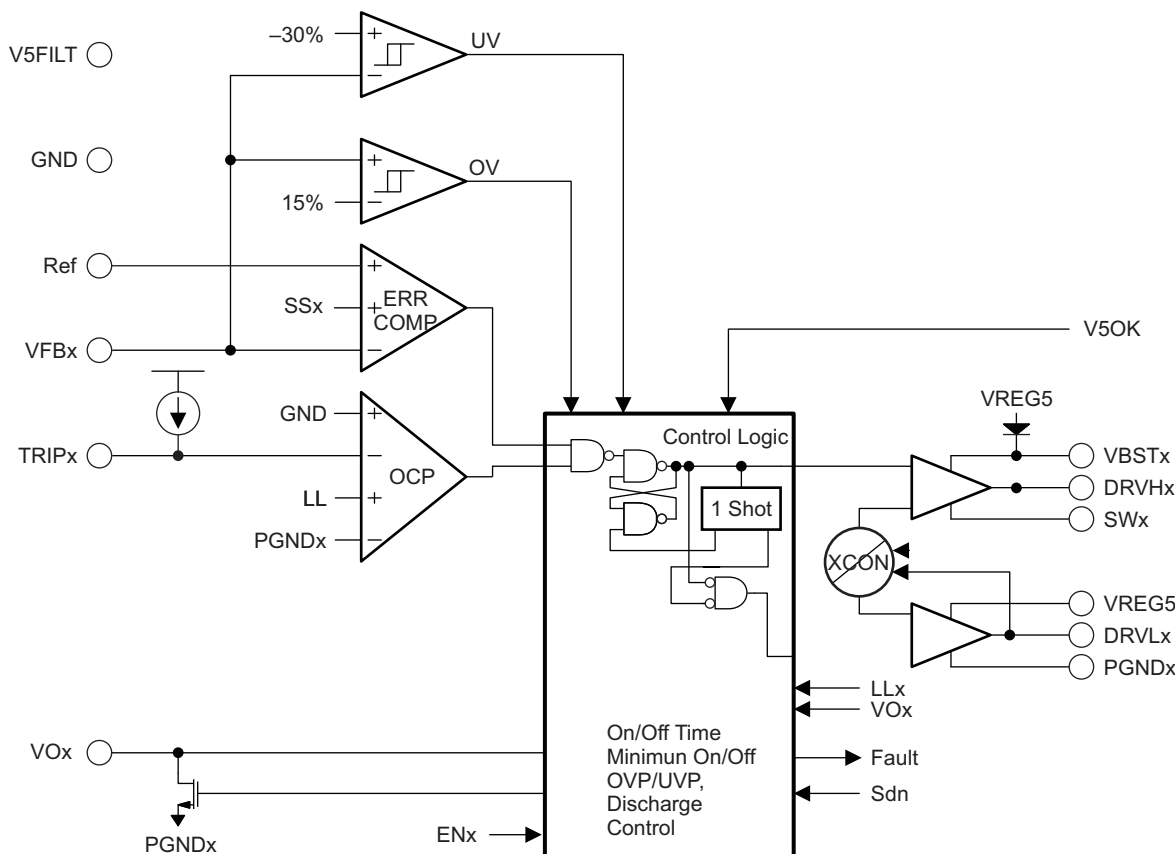 –30%
+
–
UV
V5FILT
GND
+
–
OV
15%
Ref
+
SSx
+
ERR
COMP
VFBx
–
V5OK
GND
+
TRIPx
–
OCP
LL
+
PGNDx
–
Control Logic
1 Shot
VREG5
VBSTx
DRVHx
SWx
XCON
VREG5
DRVLx
PGNDx
LLx
VOx
On/Off Time
Minimun On/Off
OVP/UVP,
Discharge
Control
Fault
Sdn
VOx
PGNDx
ENx